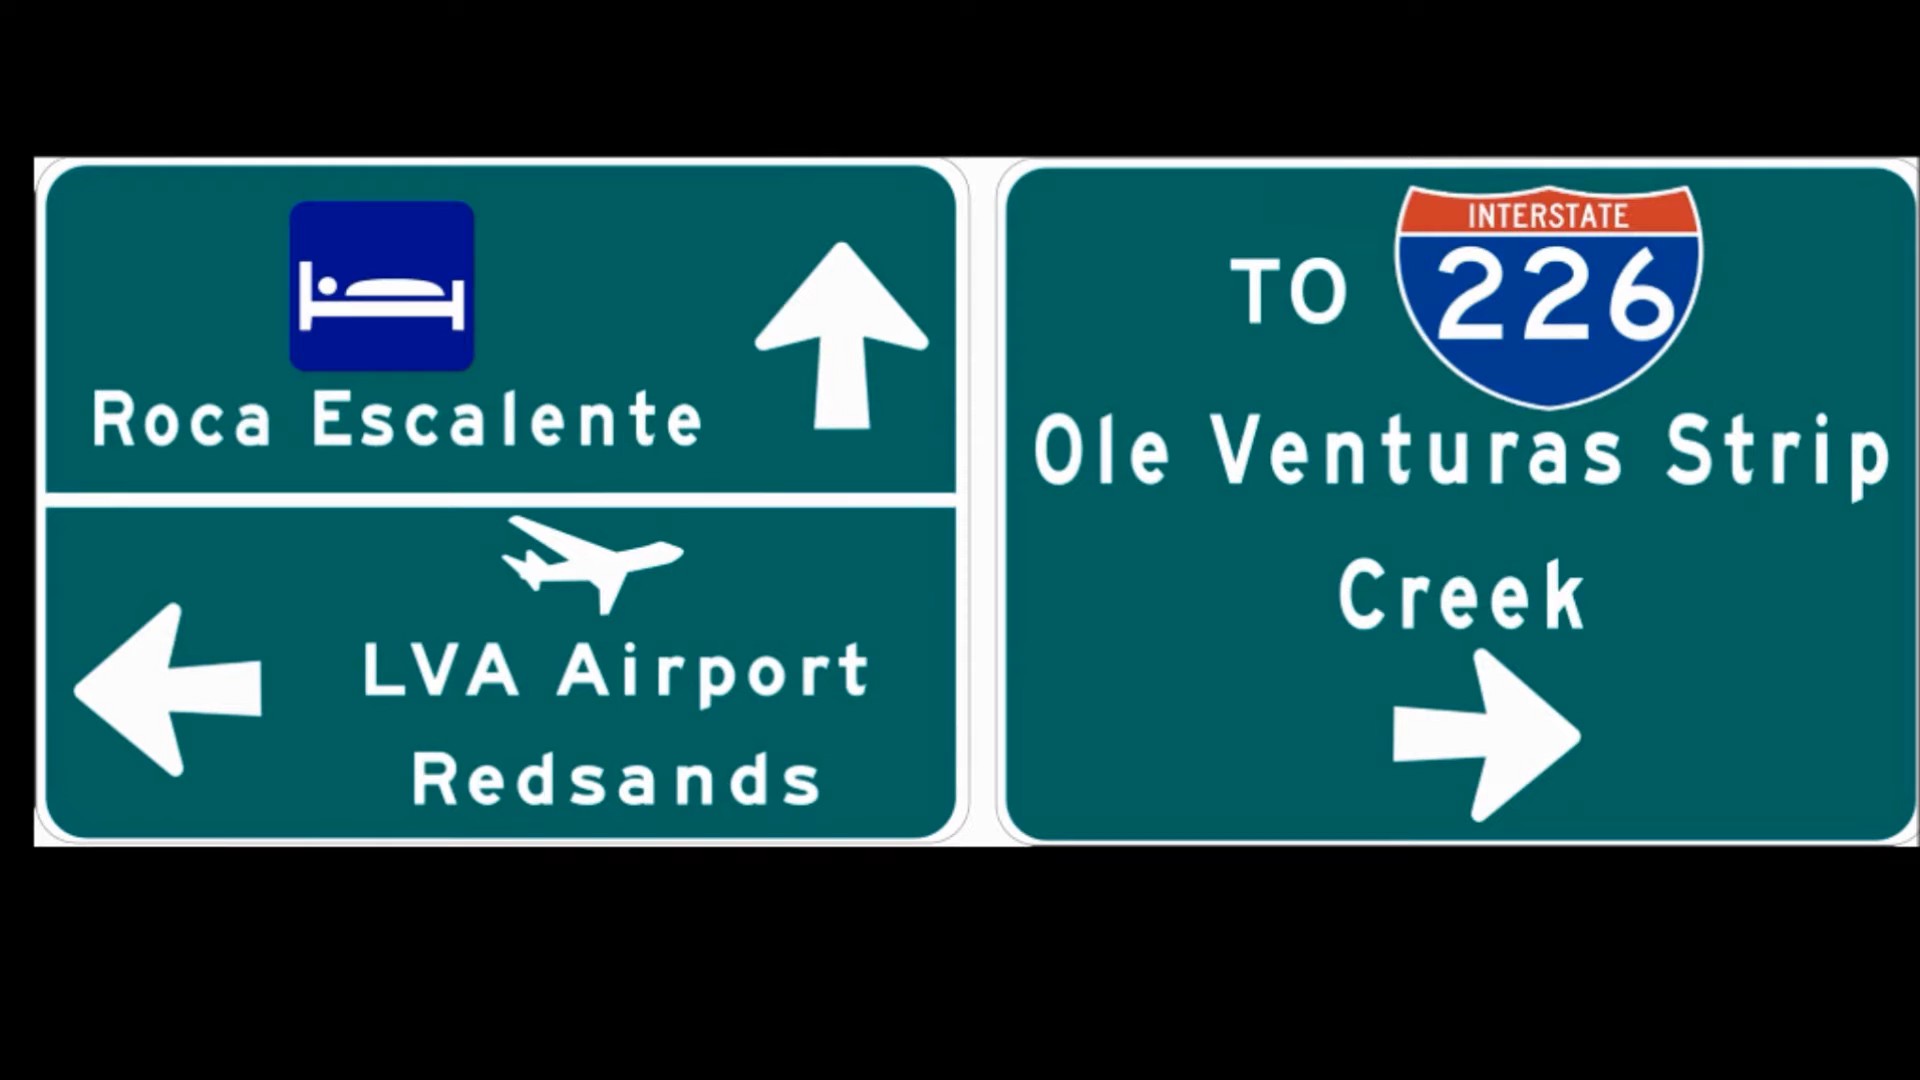 Roca Escalente
LVA Airport
Redsands
INTERSTATE
TO 226
Ole Venturas Strip
Creek